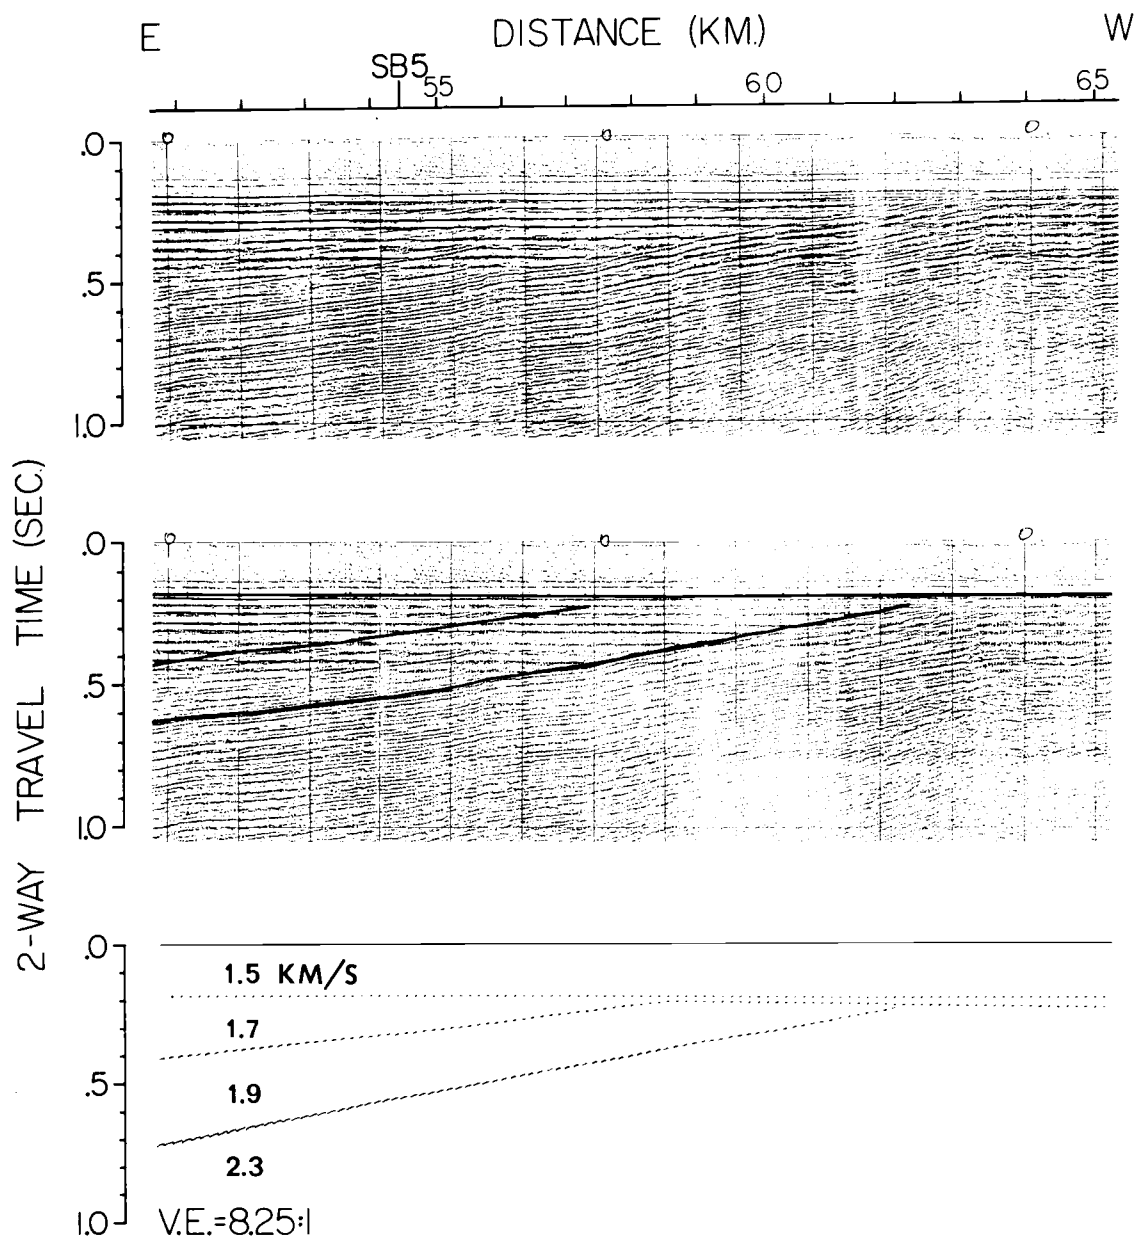 E DISTANCE (KM.) W
SB5 55 60 65
.0
.5
1.0
2-WAY TRAVEL TIME (SEC.)
.0
.5
1.0
.0
1.5 KM/S
1.7
.5
1.9
2.3
1.0
V.E.=8.25:1